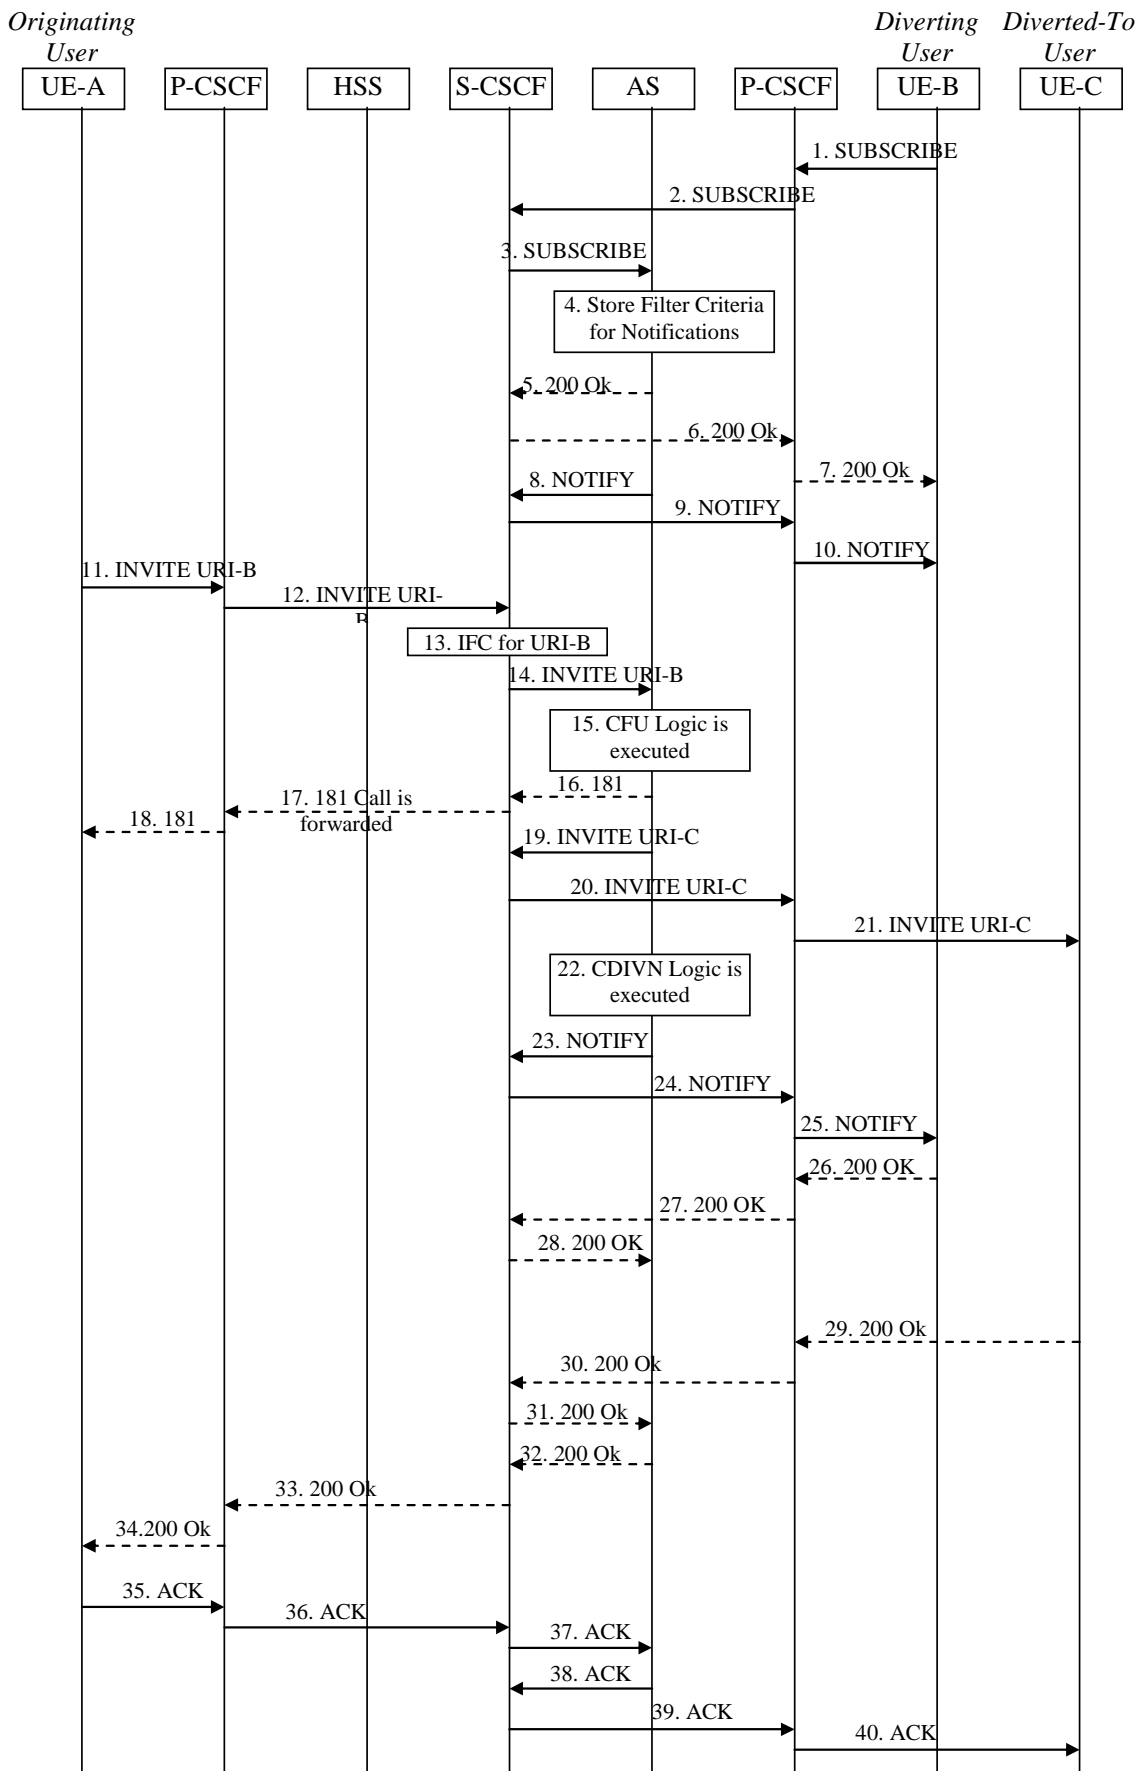 Originating
User
Diverting
User
Diverted-To
User
UE-A
P-CSCF
HSS
S-CSCF
AS
P-CSCF
UE-B
UE-C
1. SUBSCRIBE
2. SUBSCRIBE
3. SUBSCRIBE
4. Store Filter Criteria
for Notifications
5. 200 Ok
6. 200 Ok
7. 200 Ok
8. NOTIFY
9. NOTIFY
10. NOTIFY
11. INVITE URI-B
12. INVITE URI-
B
13. IFC for URI-B
14. INVITE URI-B
15. CFU Logic is
executed
16. 181
17. 181 Call is
forwarded
18. 181
19. INVITE URI-C
20. INVITE URI-C
21. INVITE URI-C
22. CDIVN Logic is
executed
23. NOTIFY
24. NOTIFY
25. NOTIFY
26. 200 OK
27. 200 OK
28. 200 OK
29. 200 Ok
30. 200 Ok
31. 200 Ok
32. 200 Ok
33. 200 Ok
34.200 Ok
35. ACK
36. ACK
37. ACK
38. ACK
39. ACK
40. ACK